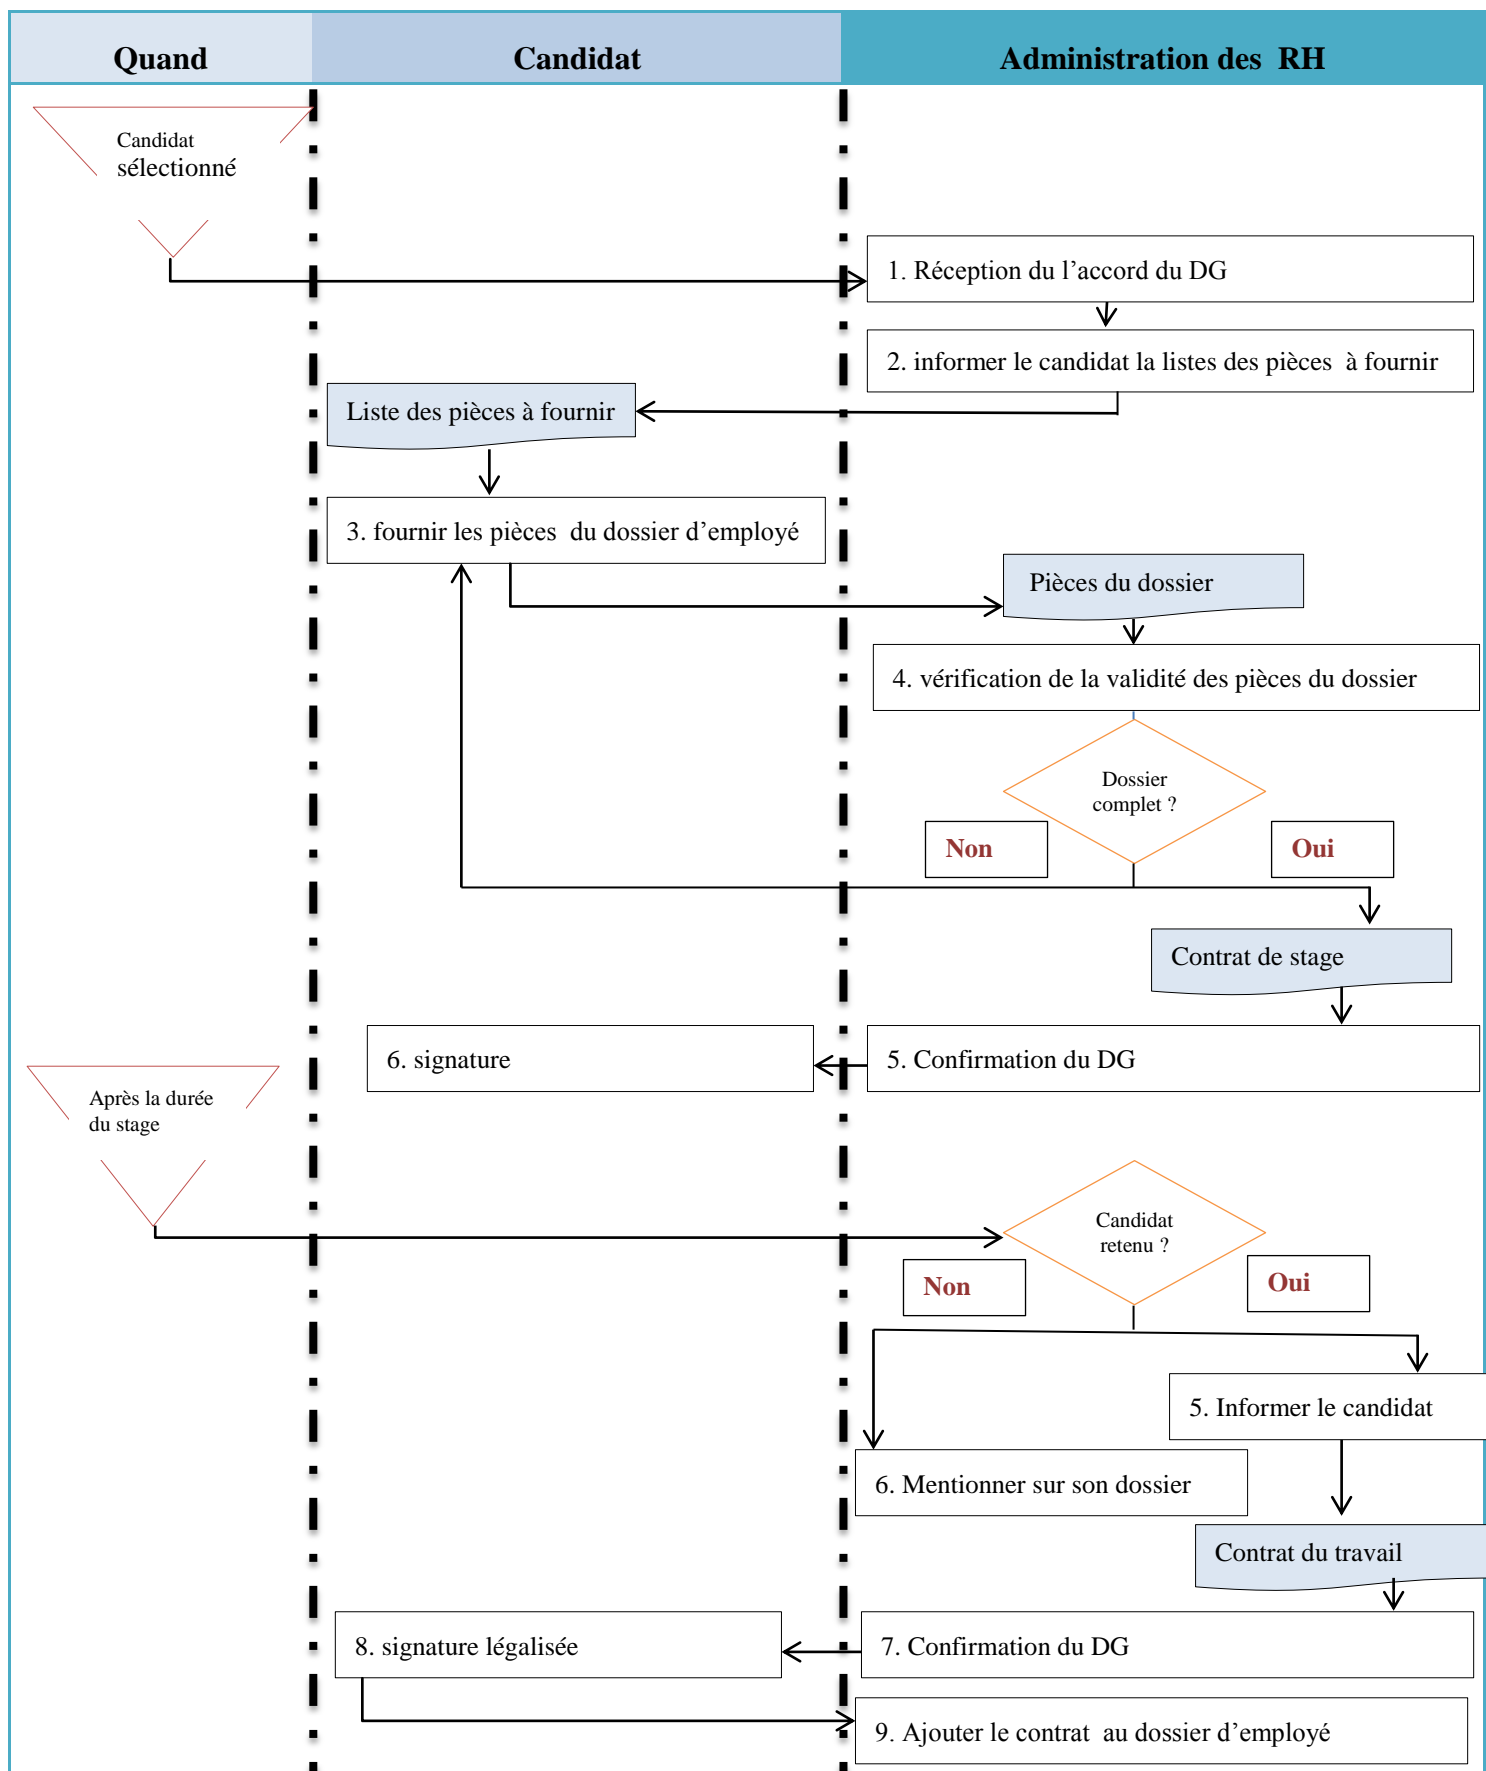 Quand
Candidat
Administration des RH
Candidat
sélectionné
1. Réception du l’accord du DG
2. informer le candidat la listes des pièces à fournir
Liste des pièces à fournir
3. fournir les pièces du dossier d’employé
Pièces du dossier
4. vérification de la validité des pièces du dossier
Dossier
complet ?
Non
Oui
Contrat de stage
6. signature
5. Confirmation du DG
Après la durée
du stage
Candidat
retenu ?
Non
Oui
5. Informer le candidat
6. Mentionner sur son dossier
Contrat du travail
8. signature légalisée
7. Confirmation du DG
9. Ajouter le contrat au dossier d’employé